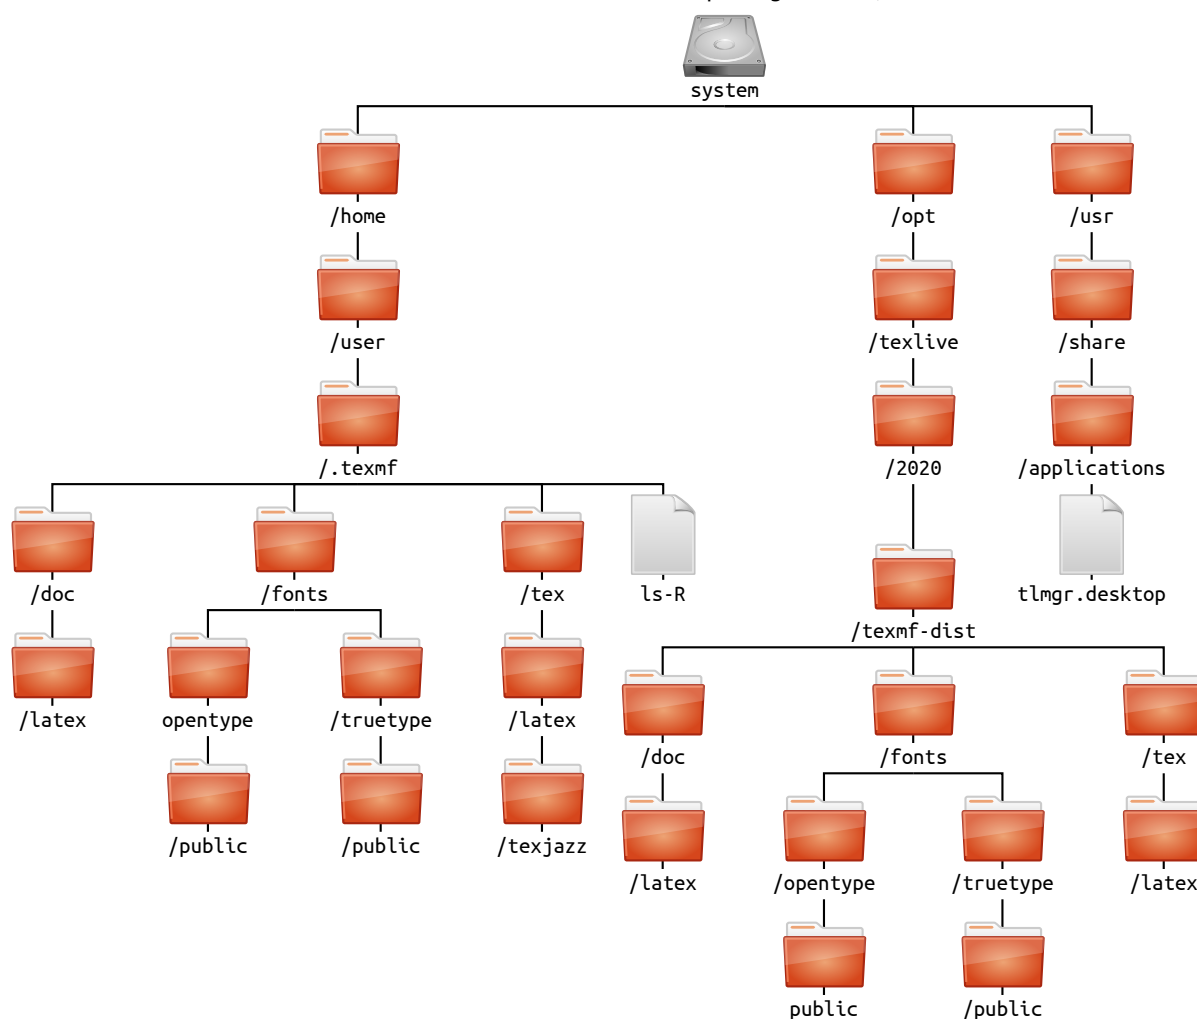 system
/home
/opt
/usr
/user
/texlive
/share
/.texmf
/2020
/applications
/doc
/fonts
/tex
ls-R
tlmgr.desktop
/texmf-dist
/latex
opentype
/truetype
/latex
/doc
/fonts
/tex
/public
/public
/texjazz
/latex
/opentype
/truetype
/latex
public
/public